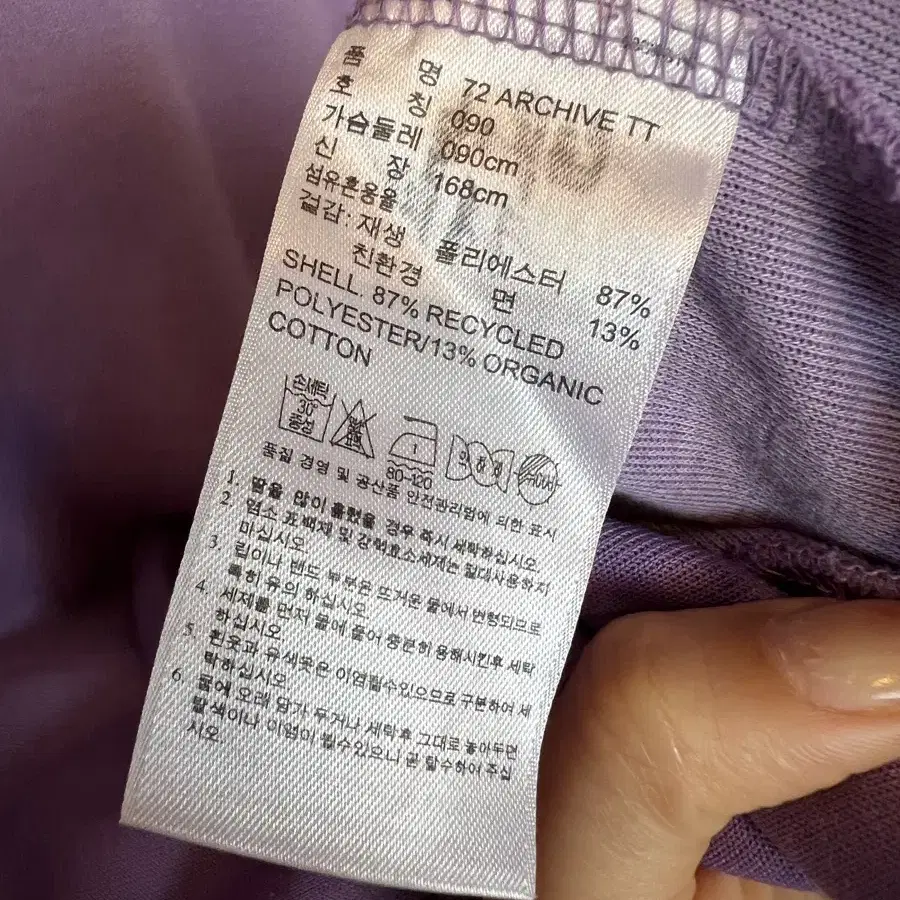 품 명 72 ARCHIVE TT
호 칭 090
가슴둘레 090cm
신 장 168cm
섬유혼용율
겉감: 재생 폴리에스터 87%
친환경 면 13%
SHELL: 87% RECYCLED
POLYESTER/13% ORGANIC
COTTON
손세탁
30°
중성
80-120
품질 경영 및 공산품 안전관리법에 의한 표시
1. 땀을 많이 흘렸을 경우 즉시 세탁하십시오.
2. 염소 표백제 및 강력효소세제는 절대사용하지
마십시오.
3. 립이나 밴드 부분은 뜨거운 물에서 변형되므로
특히 유의 하십시오.
4. 세제를 먼저 물에 풀어 충분히 용해시킨후 세탁
하십시오.
5. 흰옷과 유색옷은 이염될수있으므로 구분하여 세
탁하십시오.
6. 물에 오래 담가 두거나 세탁후 그대로 놓아두면
탈색이나 이염이 될수있으니 곧 탈수하여 주십
시오.